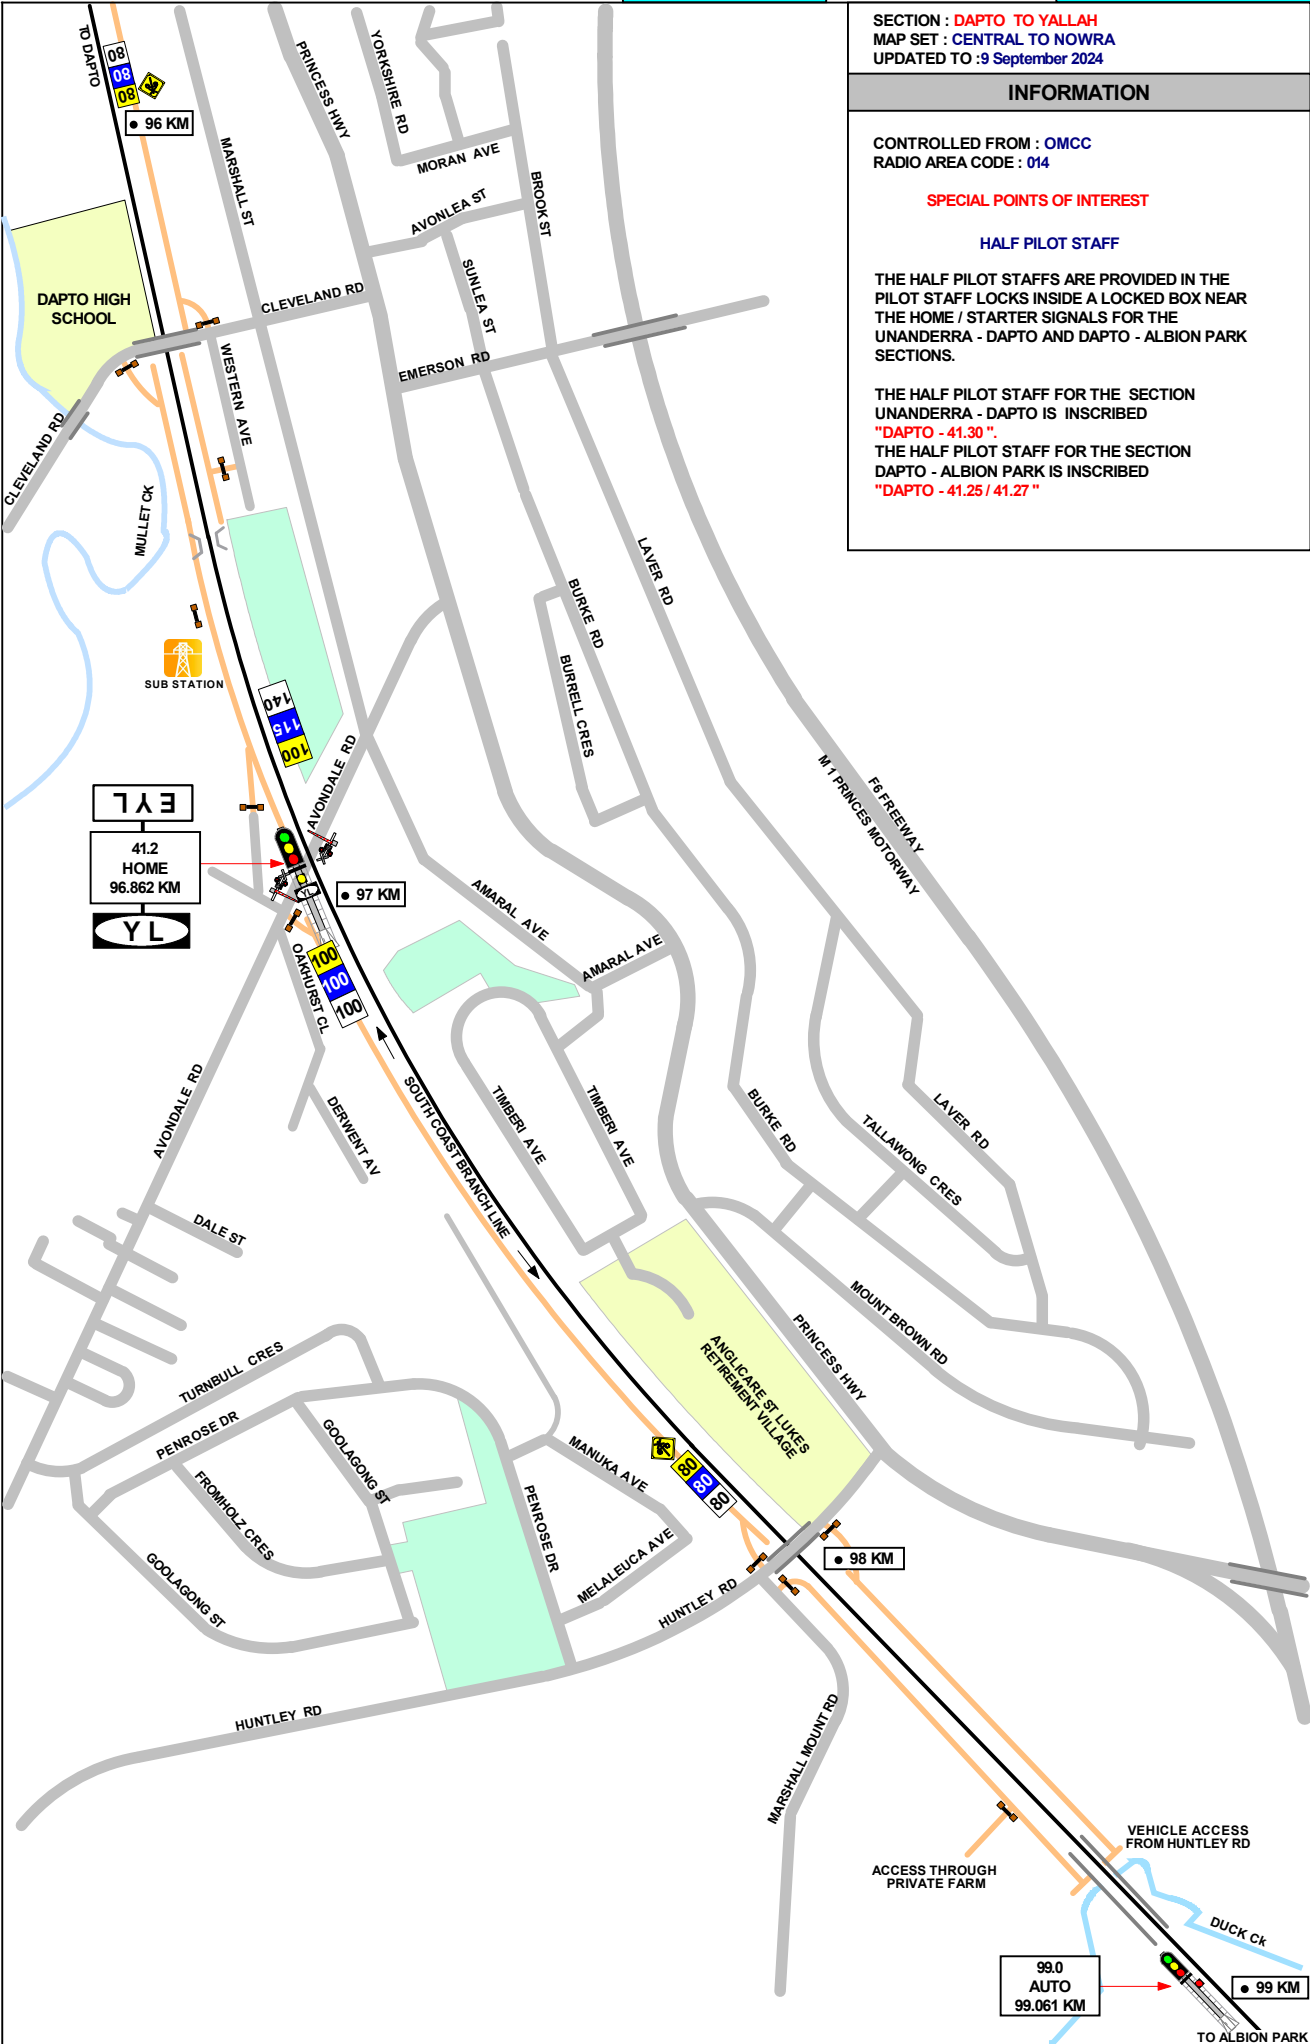 SECTION : DAPTO TO YALLAH
MAP SET : CENTRAL TO NOWRA
UPDATED TO :9 September 2024
INFORMATION
CONTROLLED FROM : OMCC
RADIO AREA CODE : 014
SPECIAL POINTS OF INTEREST
HALF PILOT STAFF
THE HALF PILOT STAFFS ARE PROVIDED IN THE
PILOT STAFF LOCKS INSIDE A LOCKED BOX NEAR
THE HOME / STARTER SIGNALS FOR THE
UNANDERRA - DAPTO AND DAPTO - ALBION PARK
SECTIONS.
THE HALF PILOT STAFF FOR THE SECTION
UNANDERRA - DAPTO IS INSCRIBED
"DAPTO - 41.30 ".
THE HALF PILOT STAFF FOR THE SECTION
DAPTO - ALBION PARK IS INSCRIBED
"DAPTO - 41.25 / 41.27 "
TO DAPTO
80
80
80
96 KM
MARSHALL ST
PRINCESS HWY
YORKSHIRE RD
MORAN AVE
AVONLEA ST
BROOK ST
SUNLEA ST
CLEVELAND RD
EMERSON RD
DAPTO HIGH
SCHOOL
WESTERN AVE
CLEVELAND RD
MULLET CK
SUB STATION
LAVER RD
BURKE RD
BURRELL CRES
140
115
100
AVONDALE RD
F6 FREEWAY
M 1 PRINCES MOTORWAY
EYL
41.2
HOME
96.862 KM
YL
YL
97 KM
AMARAL AVE
AMARAL AVE
100
100
100
OAKHURST CL
SOUTH COAST BRANCH LINE
AVONDALE RD
DERWENT AV
TIMBERI AVE
TIMBERI AVE
BURKE RD
LAVER RD
TALLAWONG CRES
DALE ST
MOUNT BROWN RD
PRINCESS HWY
ANGLICARE ST LUKES
RETIREMENT VILLAGE
TURNBULL CRES
PENROSE DR
GOOLAGONG ST
FROMHOLZ CRES
GOOLAGONG ST
MANUKA AVE
PENROSE DR
MELALEUCA AVE
80
80
80
98 KM
HUNTLEY RD
HUNTLEY RD
MARSHALL MOUNT RD
VEHICLE ACCESS
FROM HUNTLEY RD
ACCESS THROUGH
PRIVATE FARM
DUCK Ck
99.0
AUTO
99.061 KM
99 KM
TO ALBION PARK